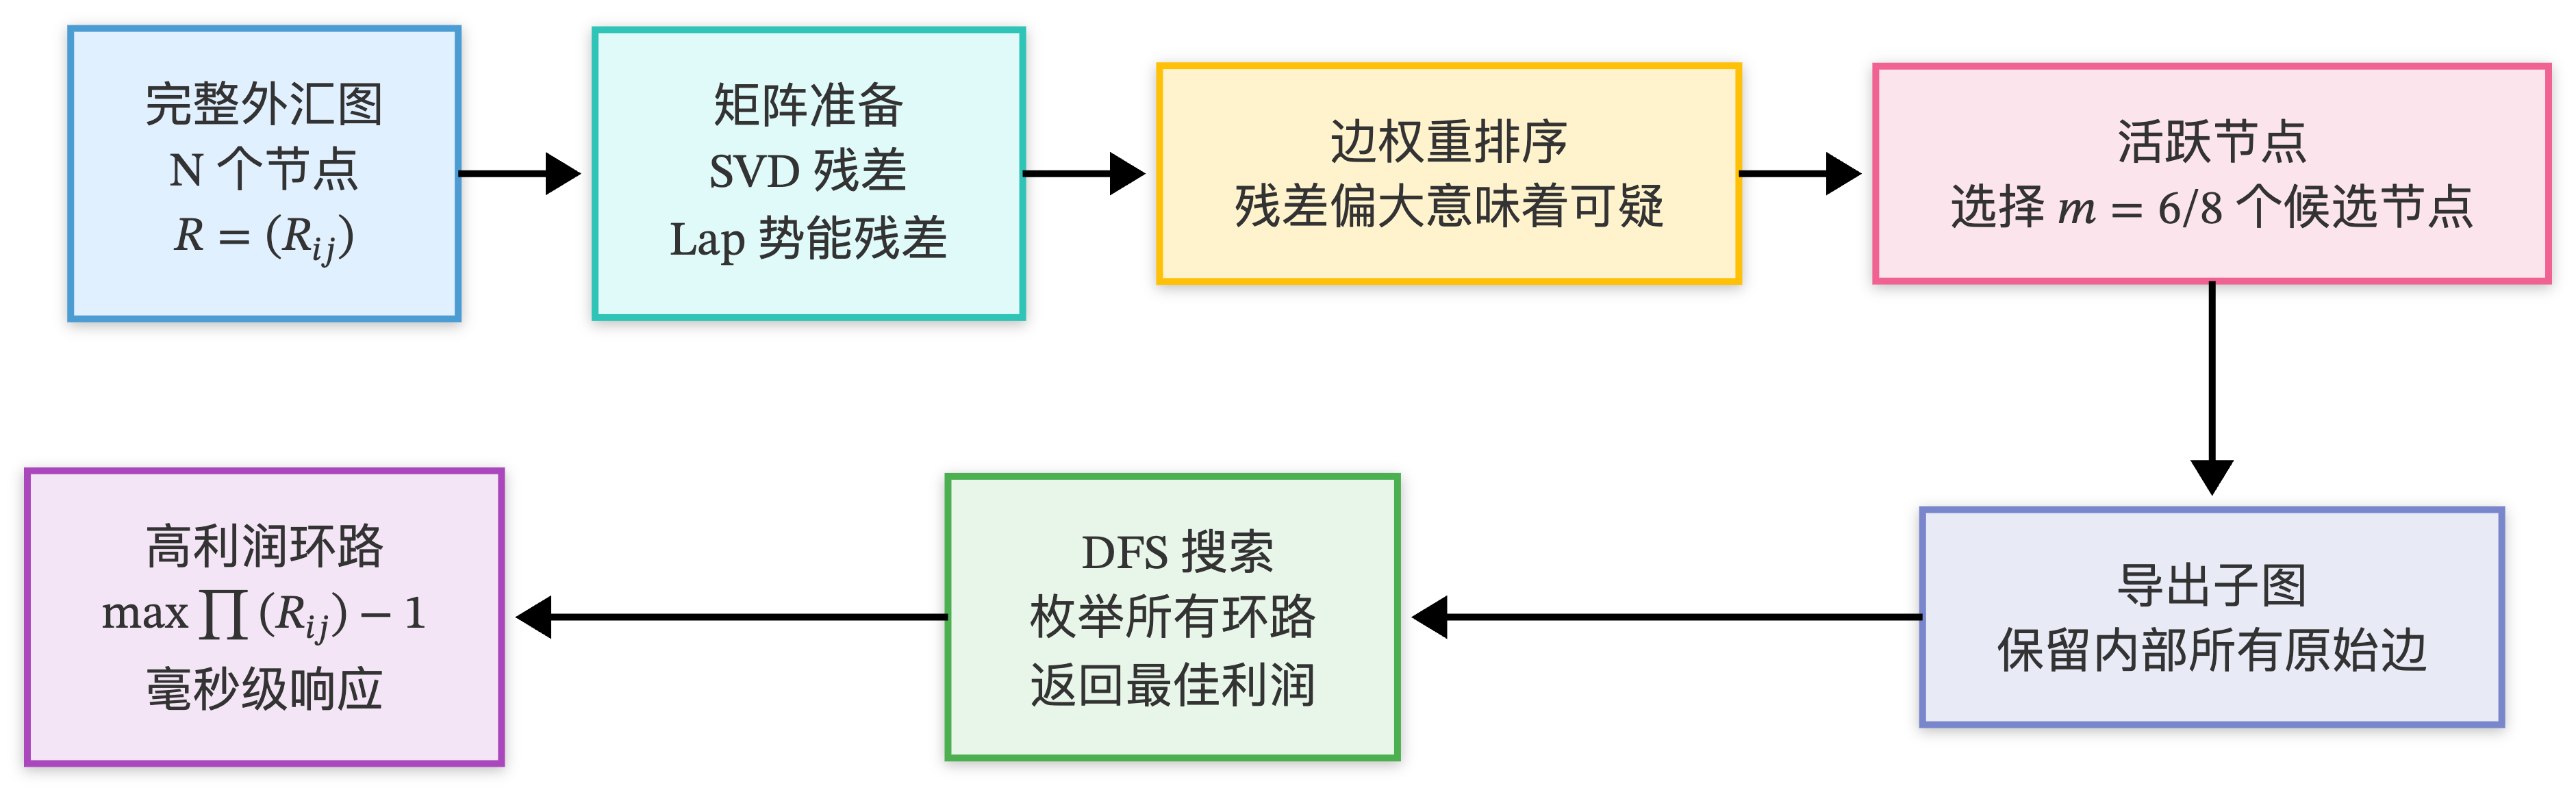 完整外汇图
N 个节点
R = (R_{ij})
矩阵准备
SVD 残差
Lap 势能残差
边权重排序
残差偏大意味着可疑
活跃节点
选择 m = 6/8 个候选节点
导出子图
保留内部所有原始边
DFS 搜索
枚举所有环路
返回最佳利润
高利润环路
max ∏ (R_{ij}) − 1
毫秒级响应